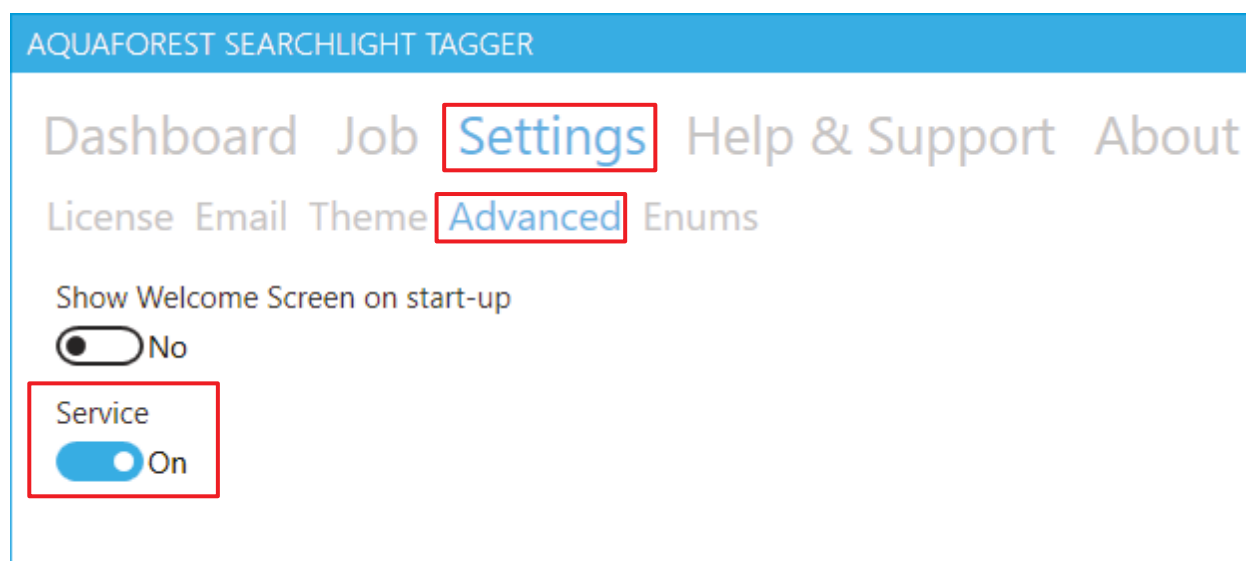 AQUAFOREST SEARCHLIGHT TAGGER
Dashboard Job Settings Help & Support About
License Email Theme Advanced Enums
Show Welcome Screen on start-up
No
Service
On